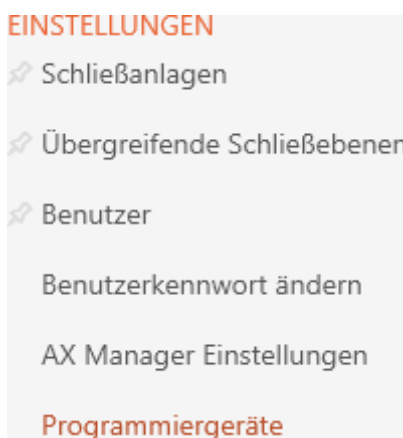 EINSTELLUNGEN
Schließanlagen
Übergreifende Schließebenen
Benutzer
Benutzerkennwort ändern
AX Manager Einstellungen
Programmiergeräte